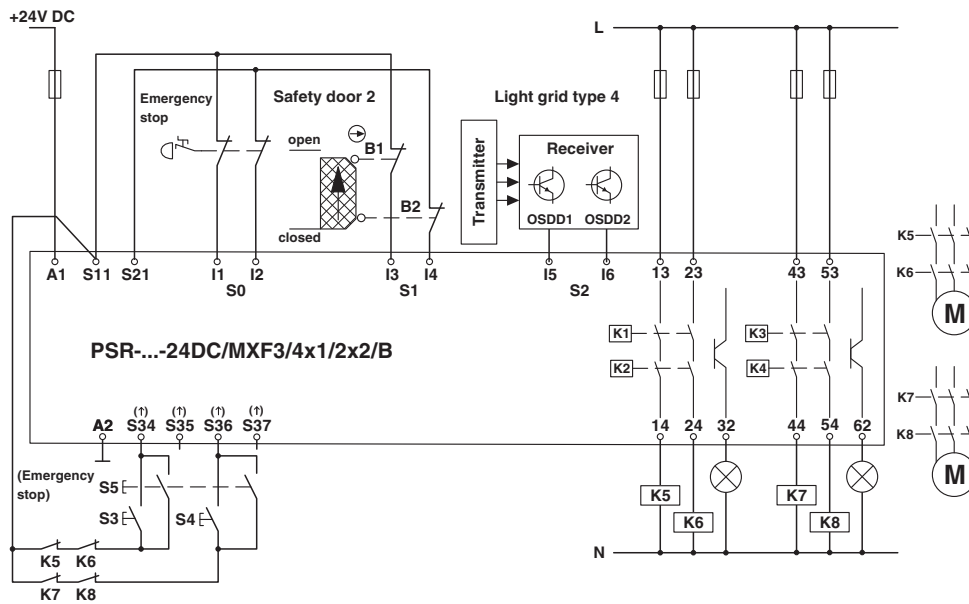 +24V DC
L
Emergency
stop
Safety door 2
Light grid type 4
open
B1
B2
closed
Transmitter
Receiver
OSDD1
OSDD2
K5
K6
M
A1
S11
S21
I1
I2
I3
I4
I5
I6
13
23
43
53
S0
S1
S2
PSR-...-24DC/MXF3/4x1/2x2/B
K1
K2
K3
K4
K7
K8
M
(↑)
(↑)
(↑)
(↑)
A2
S34
S35
S36
S37
14
24
32
44
54
62
(Emergency
stop)
S5
S3
S4
K5
K6
K7
K8
K5
K6
K7
K8
N